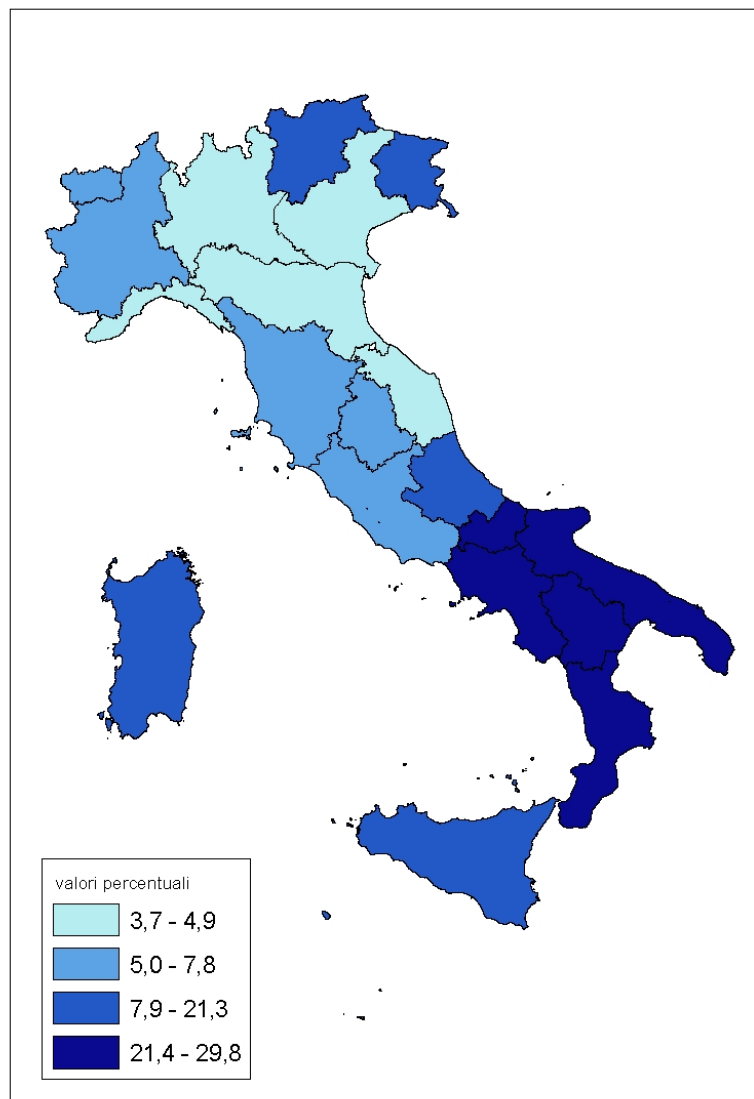 valori percentuali
3,7 - 4,9
5,0 - 7,8
7,9 - 21,3
21,4 - 29,8